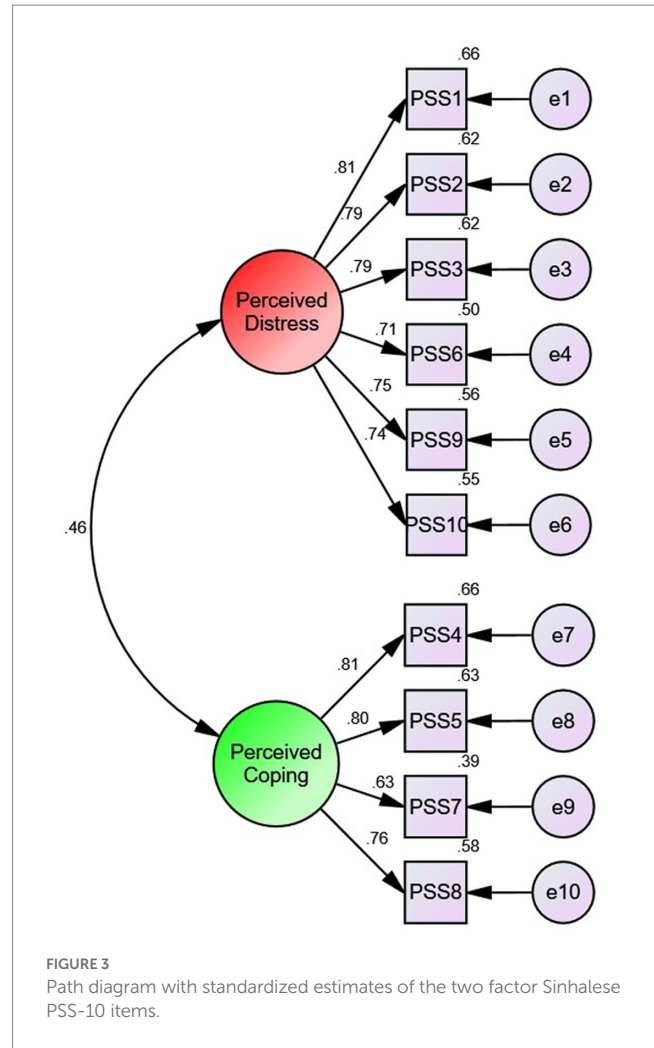 .66
PSS1
e1
.62
.81
PSS2
e2
.62
.79
.79
PSS3
e3
.50
Perceived
Distress
.71
PSS6
e4
.56
.75
PSS9
e5
.74
.55
PSS10
e6
.46
.66
PSS4
e7
.81
.63
.80
PSS5
e8
Perceived
Coping
.39
.63
PSS7
e9
.58
.76
PSS8
e10
FIGURE 3
Path diagram with standardized estimates of the two factor Sinhalese
PSS-10 items.